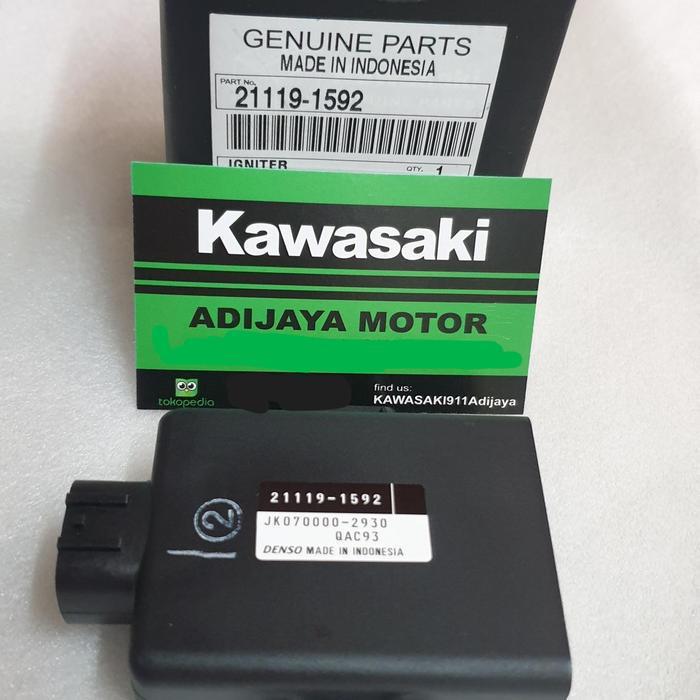 GENUINE PARTS
MADE IN INDONESIA
PART No.
21119-1592
IGNITER
QTY. 1
Kawasaki
ADIJAYA MOTOR
tokopedia
find us:
KAWASAKI911Adijaya
21119-1592
JK070000-2930
QAC93
DENSO MADE IN INDONESIA
2